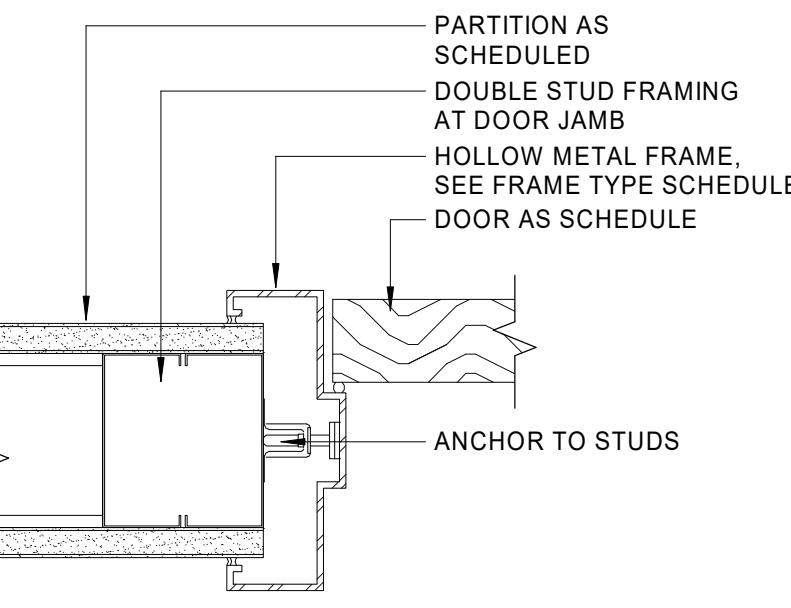 PARTITION AS
SCHEDULED
DOUBLE STUD FRAMING
AT DOOR JAMB
HOLLOW METAL FRAME,
SEE FRAME TYPE SCHEDULE
DOOR AS SCHEDULE
ANCHOR TO STUDS